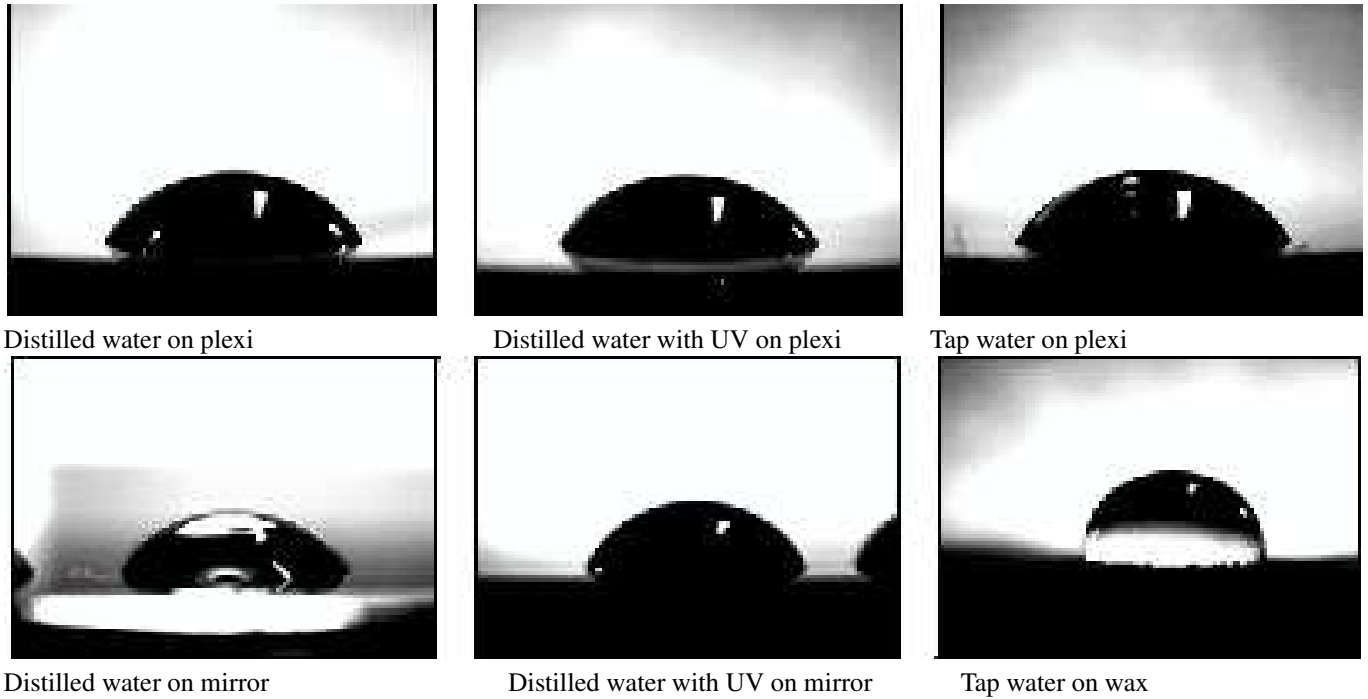 Distilled water on plexi
Distilled water with UV on plexi
Tap water on plexi
Distilled water on mirror
Distilled water with UV on mirror
Tap water on wax